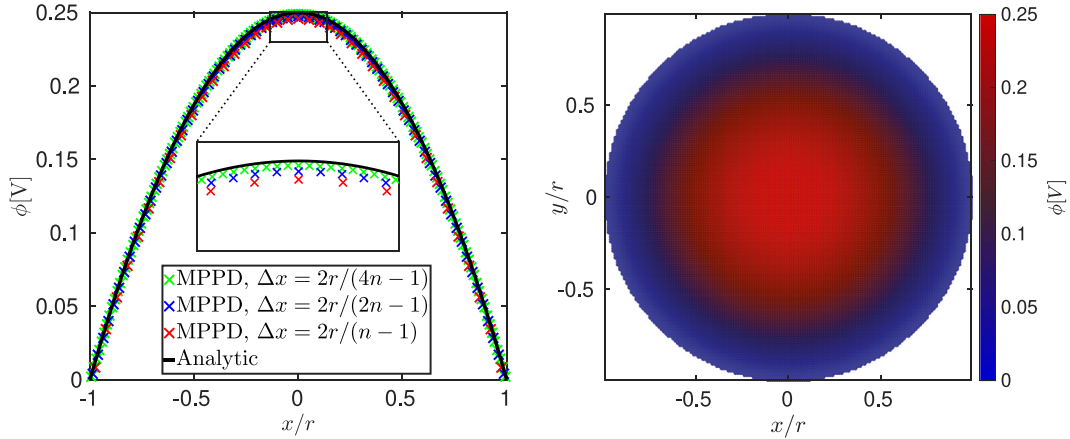 0.25
0.20
0.15
0.1
0.05
0
ϕ[V]
-1
-0.5
0
0.5
1
x/r
MPPD, Δx = 2r/(4n − 1)
MPPD, Δx = 2r/(2n − 1)
MPPD, Δx = 2r/(n − 1)
Analytic
0.5
0
-0.5
y/r
-0.5
0
0.5
x/r
0.25
0.20
0.15
0.1
0.05
0
ϕ[V]